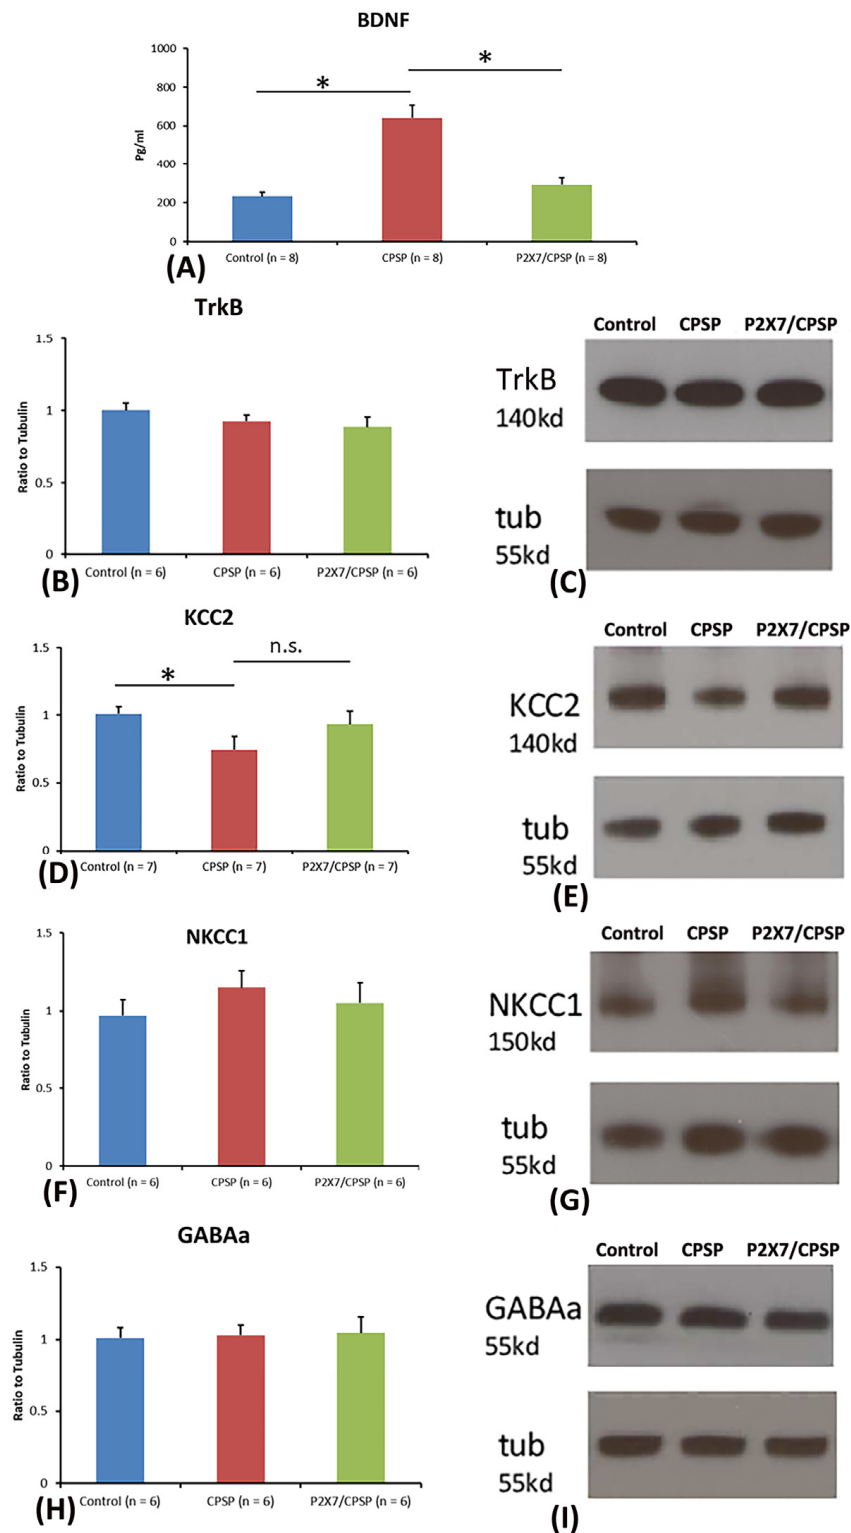 BDNF
1000
800
600
400
200
0
Pg/ml
*
*
Control (n = 8)
CPSP (n = 8)
P2X7/CPSP (n = 8)
(A)
TrkB
1.5
1
0.5
0
Ratio to Tubulin
Control (n = 6)
CPSP (n = 6)
P2X7/CPSP (n = 6)
(B)
Control CPSP P2X7/CPSP
TrkB
140kd
tub
55kd
(C)
KCC2
1.5
1
0.5
0
Ratio to Tubulin
*
n.s.
Control (n = 7)
CPSP (n = 7)
P2X7/CPSP (n = 7)
(D)
Control CPSP P2X7/CPSP
KCC2
140kd
tub
55kd
(E)
NKCC1
1.5
1
0.5
0
Ratio to Tubulin
Control (n = 6)
CPSP (n = 6)
P2X7/CPSP (n = 6)
(F)
Control CPSP P2X7/CPSP
NKCC1
150kd
tub
55kd
(G)
GABAa
1.5
1
0.5
0
Ratio to Tubulin
Control (n = 6)
CPSP (n = 6)
P2X7/CPSP (n = 6)
(H)
Control CPSP P2X7/CPSP
GABAa
55kd
tub
55kd
(I)